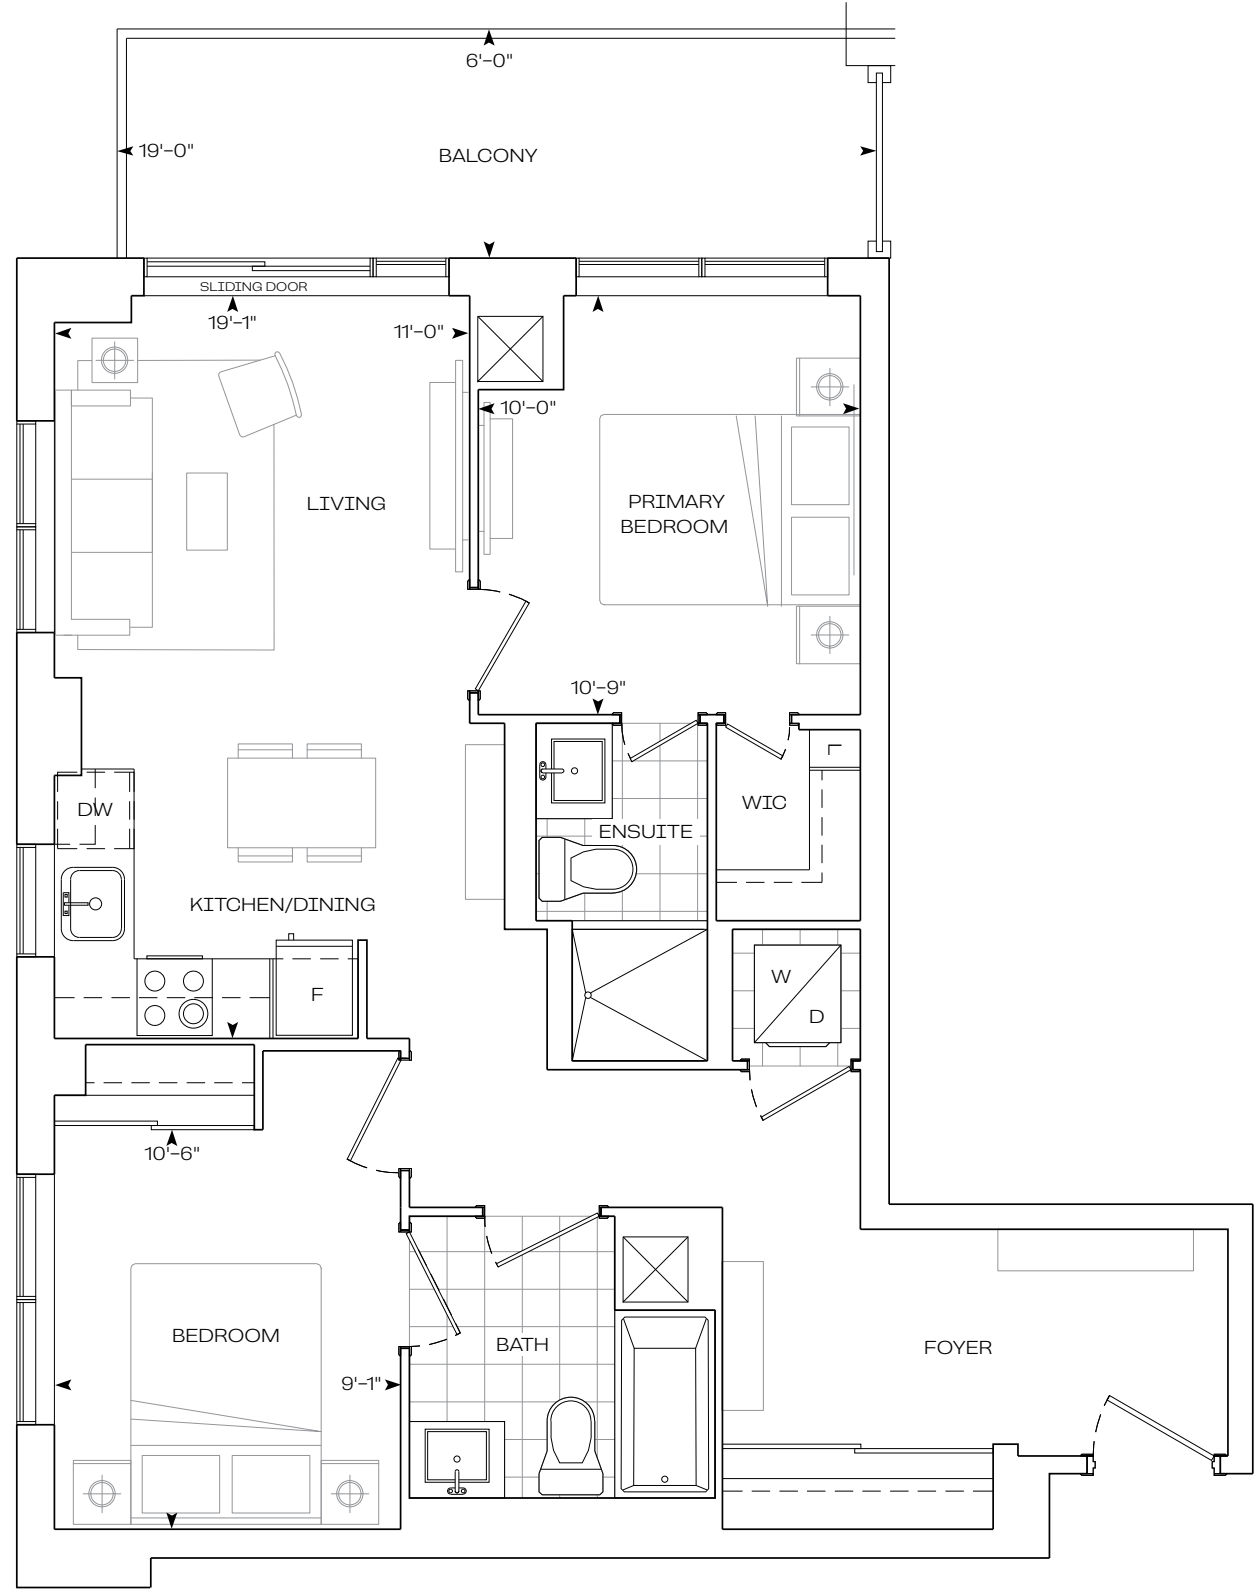 6'-0"
19'-0"
BALCONY
SLIDING DOOR
19'-1"
11'-0"
10'-0"
LIVING
PRIMARY
BEDROOM
10'-9"
L
DW
WIC
ENSUITE
KITCHEN/DINING
W
F
D
10'-6"
BEDROOM
BATH
FOYER
9'-1"